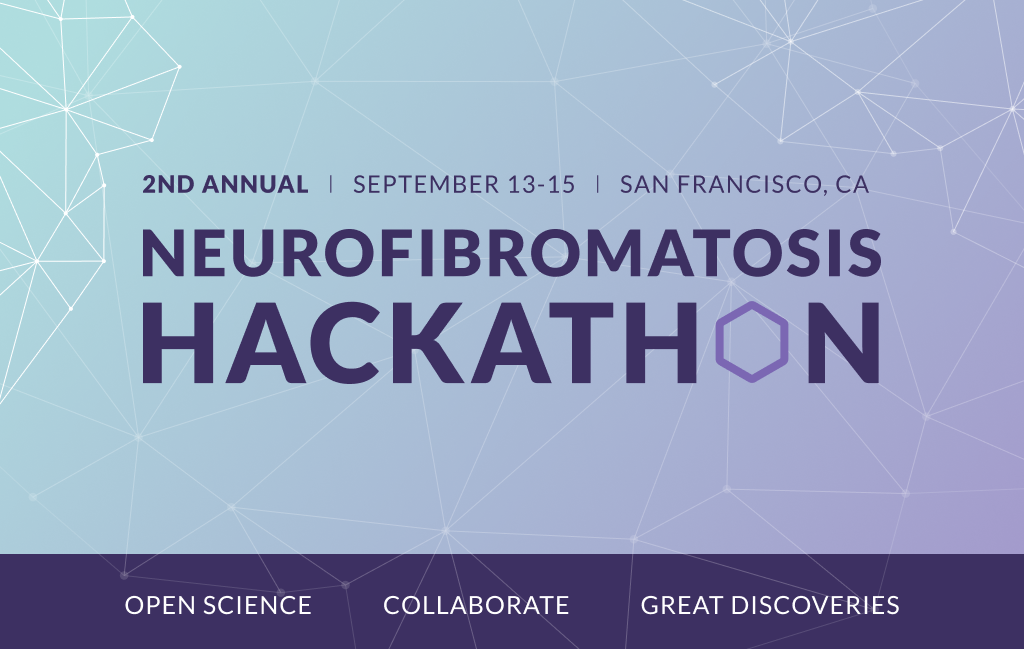 2ND ANNUAL | SEPTEMBER 13-15 | SAN FRANCISCO, CA
NEUROFIBROMATOSIS
HACKATHON
OPEN SCIENCE COLLABORATE GREAT DISCOVERIES